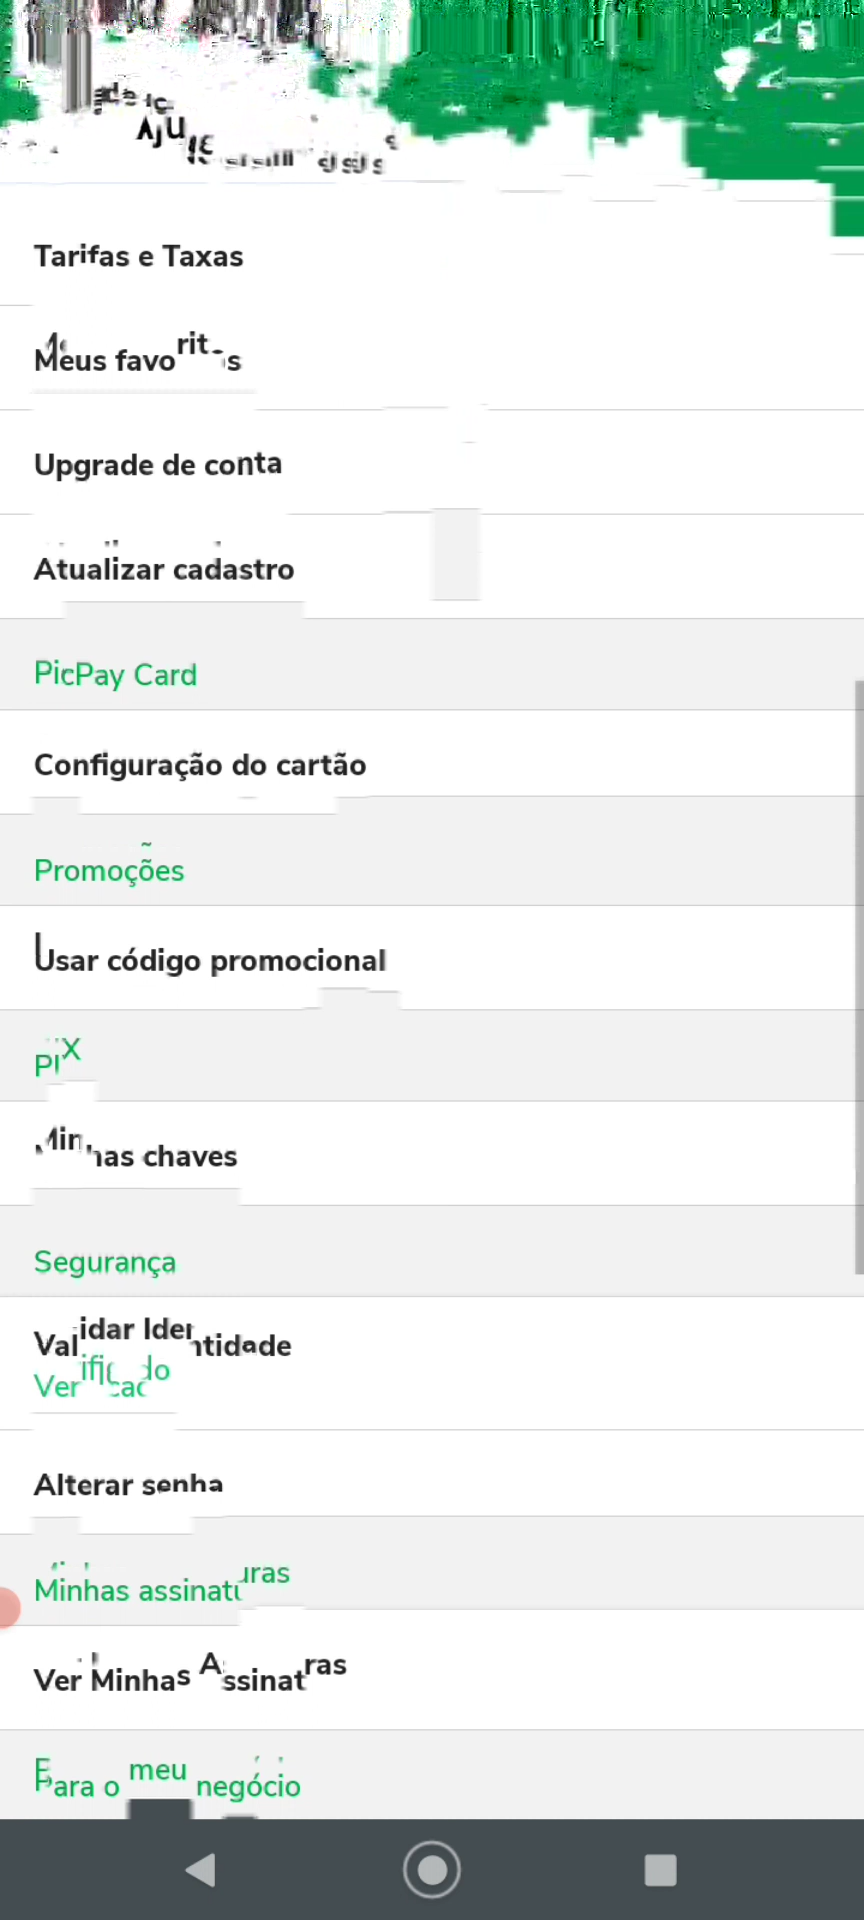 Tarifas e Taxas
Meus favoritos
Upgrade de conta
Atualizar cadastro
PicPay Card
Configuração do cartão
Promoções
Usar código promocional
PIX
Minhas chaves
Segurança
Validar Identidade
Verificado
Alterar senha
Minhas assinaturas
Ver Minhas Assinaturas
Para o meu negócio